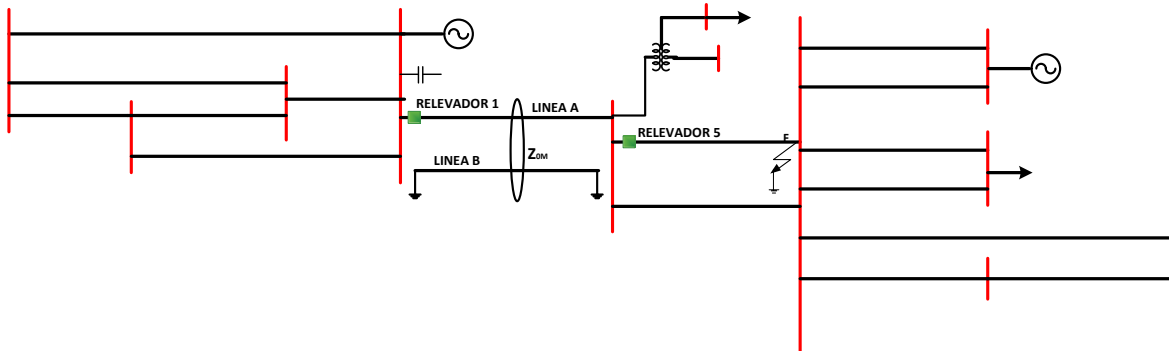 RELEVADOR 1
LINEA A
RELEVADOR 5
F
LINEA B
Z0M